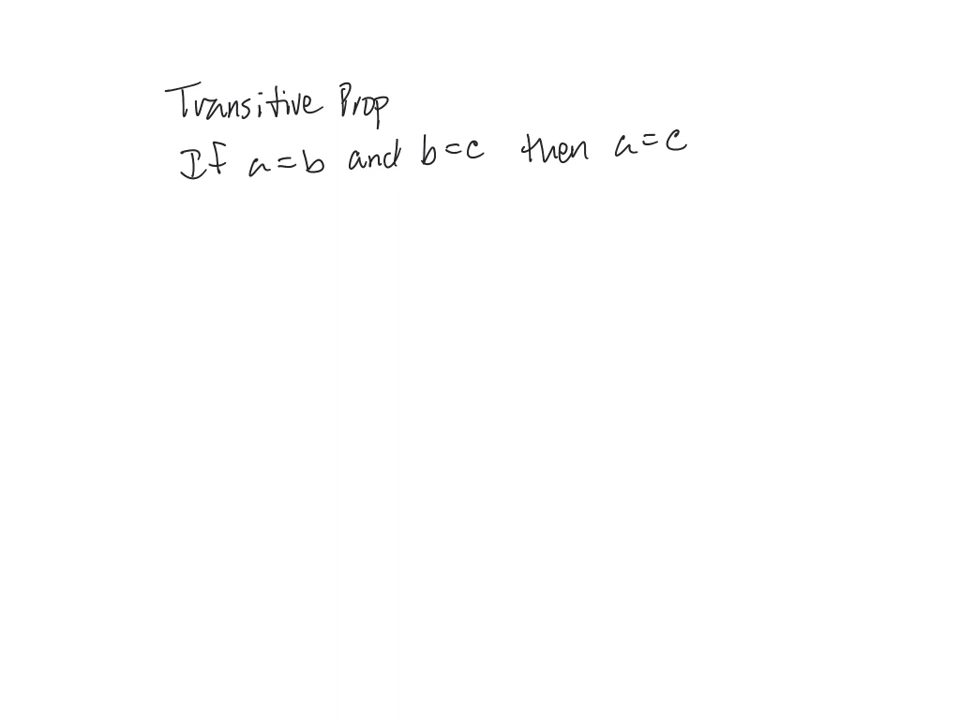 Transitive Prop
If a=b and b=c then a=c